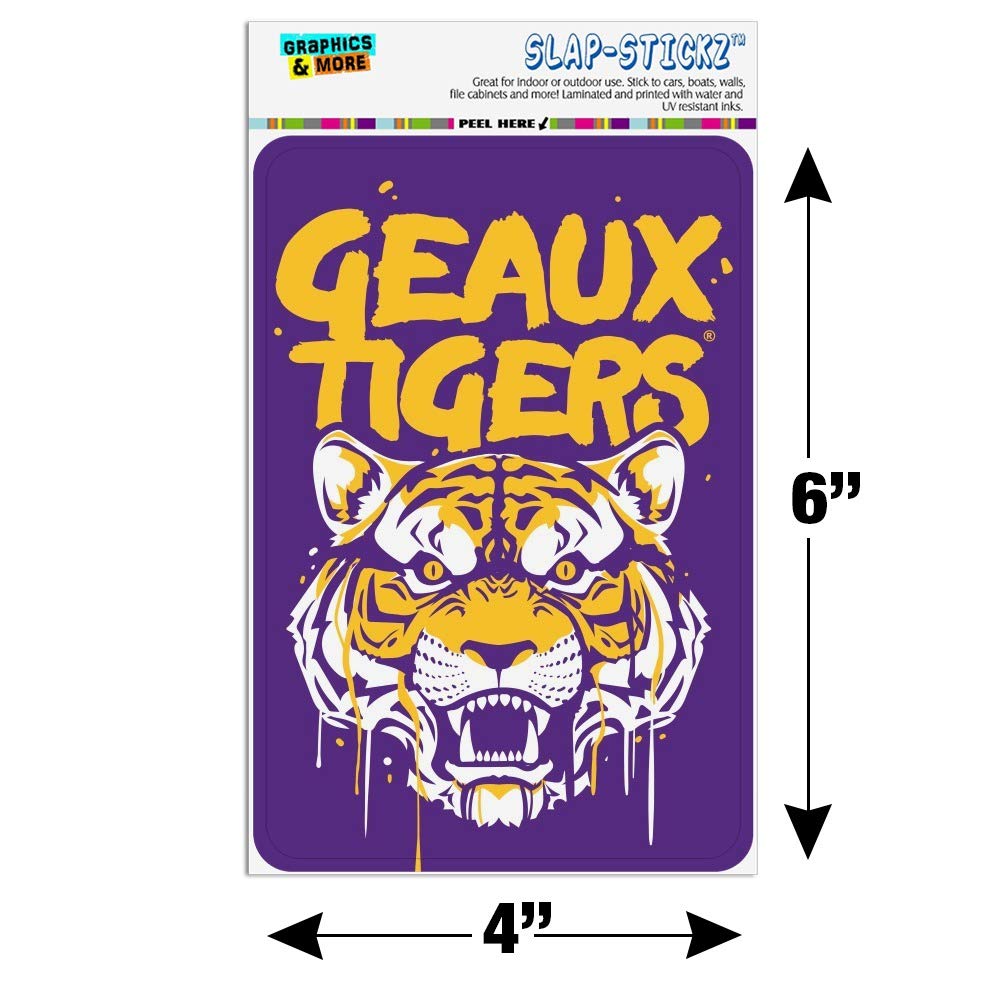 GRAPHICS
& MORE
SLAP-STICKZ™
Great for indoor or outdoor use. Stick to cars, boats, walls,
file cabinets and more! Laminated and printed with water and
UV resistant inks.
PEEL HERE
GEAUX
TIGERS®
6”
4”